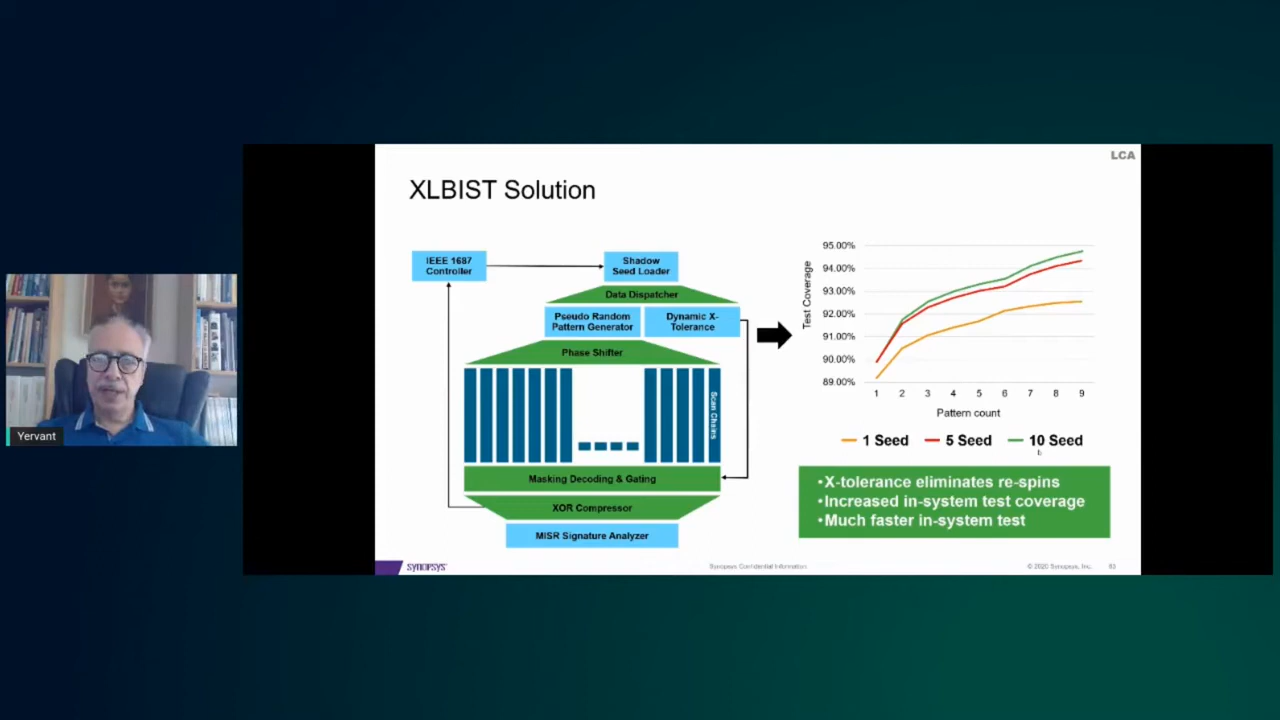 LCA
XLBIST Solution
IEEE 1687
Controller
Shadow
Seed Loader
Data Dispatcher
Pseudo Random
Pattern Generator
Dynamic X-
Tolerance
Phase Shifter
Scan Chains
Masking Decoding & Gating
XOR Compressor
MISR Signature Analyzer
Test Coverage
95.00%
94.00%
93.00%
92.00%
91.00%
90.00%
89.00%
1 2 3 4 5 6 7 8 9
Pattern count
1 Seed 5 Seed 10 Seed
•X-tolerance eliminates re-spins
•Increased in-system test coverage
•Much faster in-system test
Yervant
SYNOPSYS
Synopsys Confidential Information
© 2020 Synopsys, Inc.